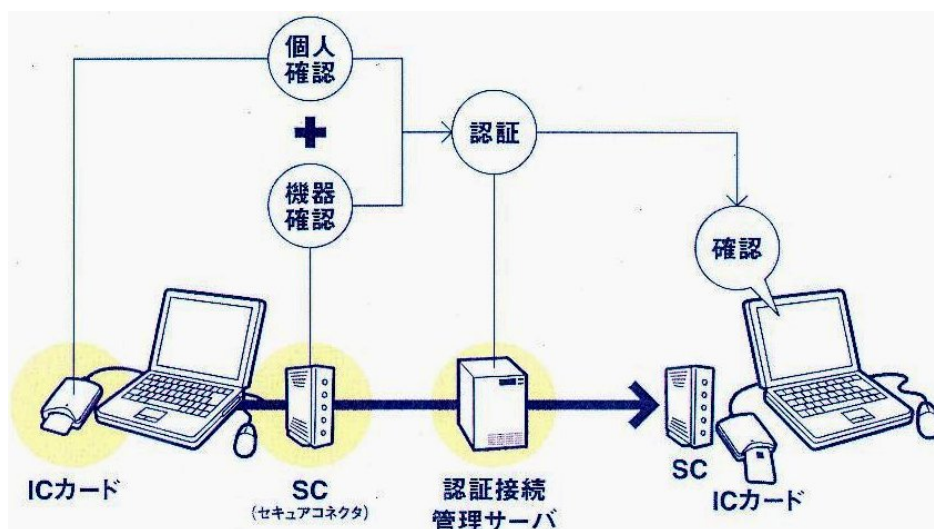 個人
確認
+
機器
確認
認証
確認
ICカード
SC
(セキュアコネクタ)
認証接続
管理サーバ
SC
ICカード